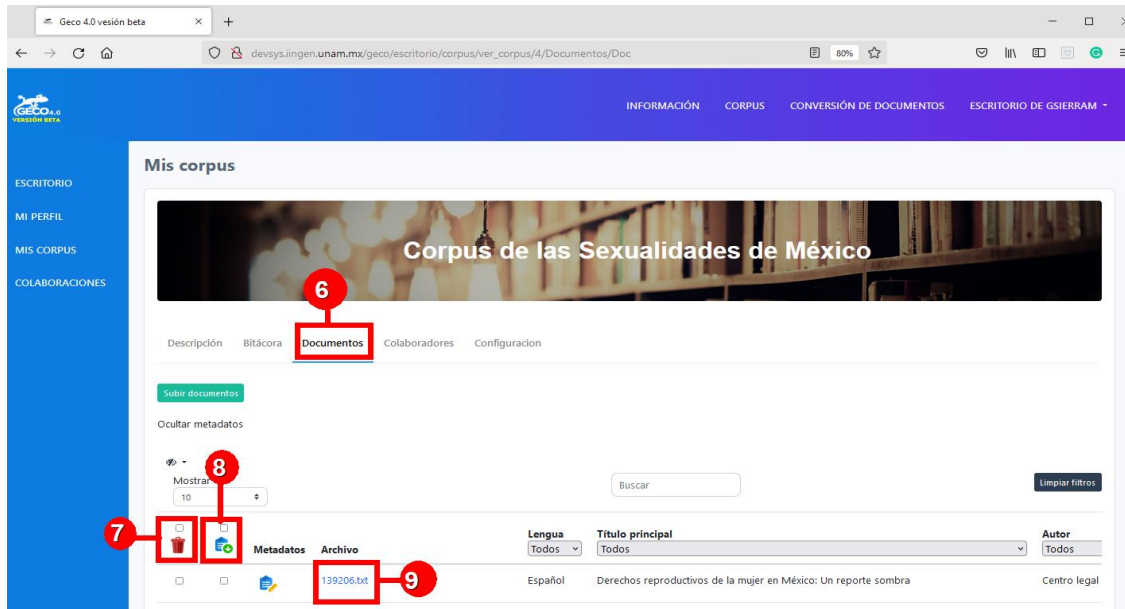 Geco 4.0 vesión beta
devsys.iingen.unam.mx/geco/escritorio/corpus/ver_corpus/4/Documentos/Doc
80%
GECO4.0
VERSIÓN BETA
INFORMACIÓN CORPUS CONVERSIÓN DE DOCUMENTOS ESCRITORIO DE GSIERRAM
ESCRITORIO
MI PERFIL
MIS CORPUS
COLABORACIONES
Mis corpus
Corpus de las Sexualidades de México
6
Descripción Bitácora Documentos Colaboradores Configuracion
Subir documentos
Ocultar metadatos
8
Mostrar
10
Buscar
Limpiar filtros
7
Metadatos Archivo Lengua Título principal Autor
Todos Todos Todos
139206.txt 9 Español Derechos reproductivos de la mujer en México: Un reporte sombra Centro legal